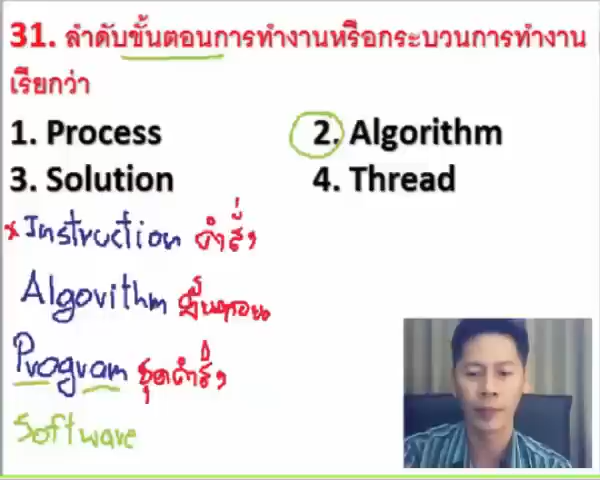 31. ลำดับขั้นตอนการทำงานหรือกระบวนการทำงาน
เรียกว่า
1. Process 2. Algorithm
3. Solution 4. Thread
* Instruction คำสั่ง
Algorithm ขั้นตอน
Program ชุดคำสั่ง
Software